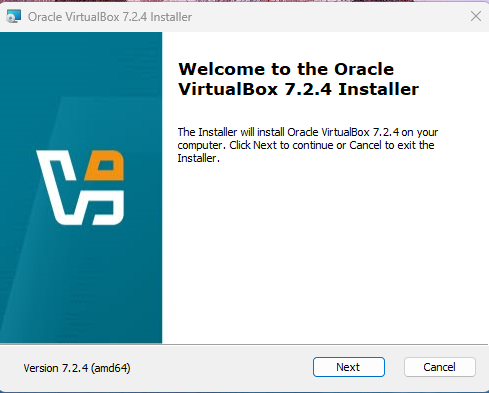 Oracle VirtualBox 7.2.4 Installer
Welcome to the Oracle
VirtualBox 7.2.4 Installer
The Installer will install Oracle VirtualBox 7.2.4 on your
computer. Click Next to continue or Cancel to exit the
Installer.
Version 7.2.4 (amd64)
Next
Cancel